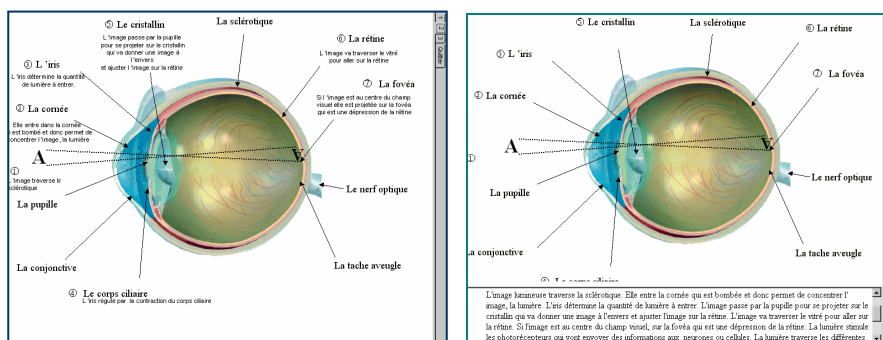 ⑤ Le cristallin
L'image passe par la pupille
pour se projeter sur le cristallin
qui va donner une image à
l'envers
et ajuster l'image sur la rétine
La sclérotique
⑥ La rétine
L'image va traverser le vitré
pour aller sur la rétine
⑦ La fovéa
Si l'image est au centre du champ
visuel elle est projetée sur la fovéa
qui est une dépression de la rétine
③ L'iris
L'iris détermine la quantité
de lumière à entrer.
② La cornée
Elle entre dans la cornée
est bombée et donc permet de
concentrer l'image, la lumière
A
V
①
L'image traverse la
sclérotique
La pupille
Le nerf optique
La conjonctive
La tache aveugle
④ Le corps ciliaire
L'iris régule par la contraction du corps ciliaire
1 2 3 Quitter
⑤ Le cristallin
La sclérotique
⑥ La rétine
① L'iris
⑦ La fovéa
② La cornée
A
V
①
La pupille
Le nerf optique
La conjonctive
La tache aveugle
④ Le corps ciliaire
L'image lumineuse traverse la sclérotique. Elle entre la cornée qui est bombée et donc permet de concentrer l'
image, la lumière. L'iris détermine la quantité de lumière à entrer. L'image passe par la pupille pour se projeter sur le
cristallin qui va donner une image à l'envers et ajuster l'image sur la rétine. L'image va traverser le vitré pour aller sur
la rétine. Si l'image est au centre du champ visuel, sur la fovéa qui est une dépression de la rétine. La lumière stimule
les photorécepteurs qui vont envoyer des informations aux neurones ou cellules. La lumière traverse les différentes